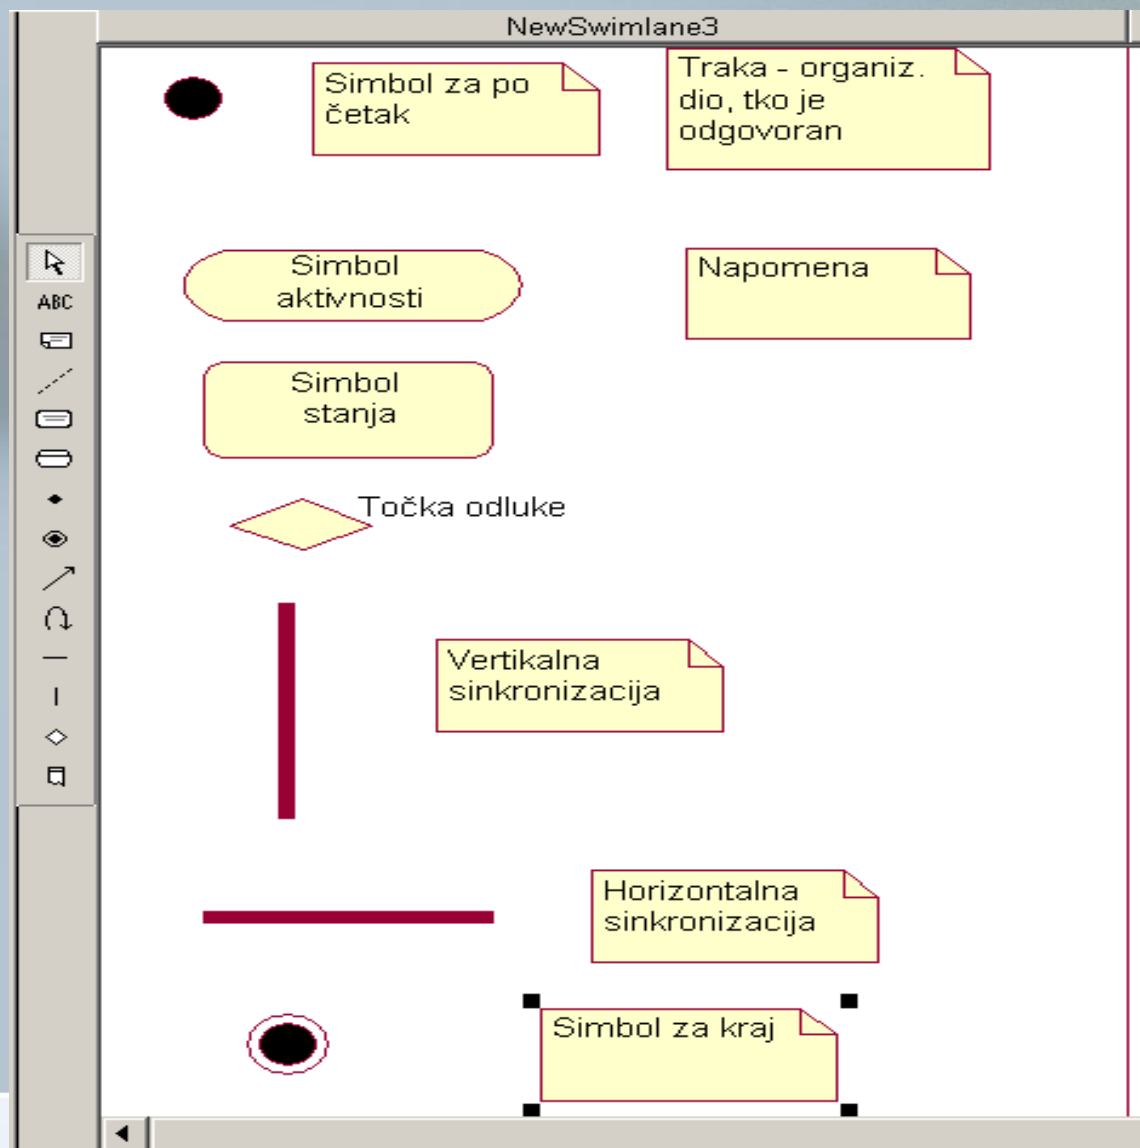 NewSwimlane3
Simbol za po
četak
Traka - organiz.
dio, tko je
odgovoran
Simbol
aktivnosti
Napomena
ABC
Simbol
stanja
Točka odluke
Vertikalna
sinkronizacija
Horizontalna
sinkronizacija
Simbol za kraj